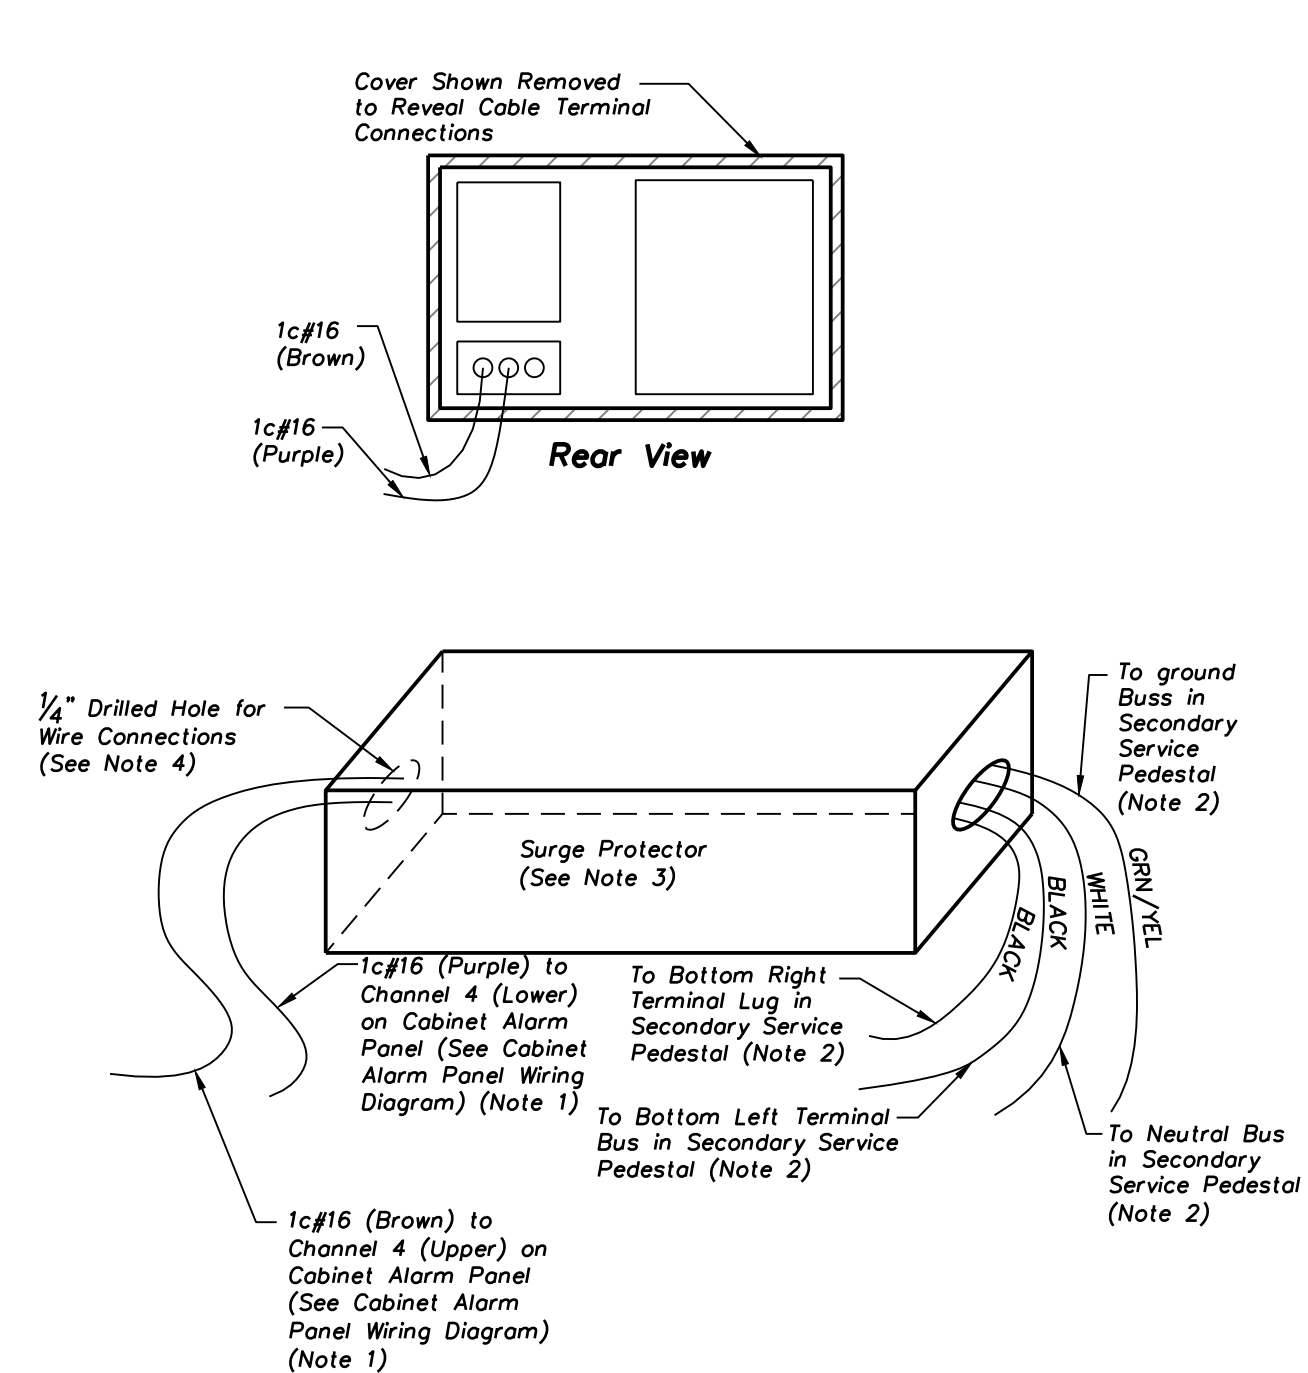 Cover Shown Removed
to Reveal Cable Terminal
Connections
1c#16
(Brown)
1c#16
(Purple)
Rear View
1/4" Drilled Hole for
Wire Connections
(See Note 4)
To ground
Buss in
Secondary
Service
Pedestal
(Note 2)
Surge Protector
(See Note 3)
GRN/YEL
WHITE
BLACK
BLACK
1c#16 (Purple) to
Channel 4 (Lower)
on Cabinet Alarm
Panel (See Cabinet
Alarm Panel Wiring
Diagram) (Note 1)
To Bottom Right
Terminal Lug in
Secondary Service
Pedestal (Note 2)
To Bottom Left Terminal
Bus in Secondary Service
Pedestal (Note 2)
To Neutral Bus
in Secondary
Service Pedestal
(Note 2)
1c#16 (Brown) to
Channel 4 (Upper) on
Cabinet Alarm Panel
(See Cabinet Alarm
Panel Wiring Diagram)
(Note 1)